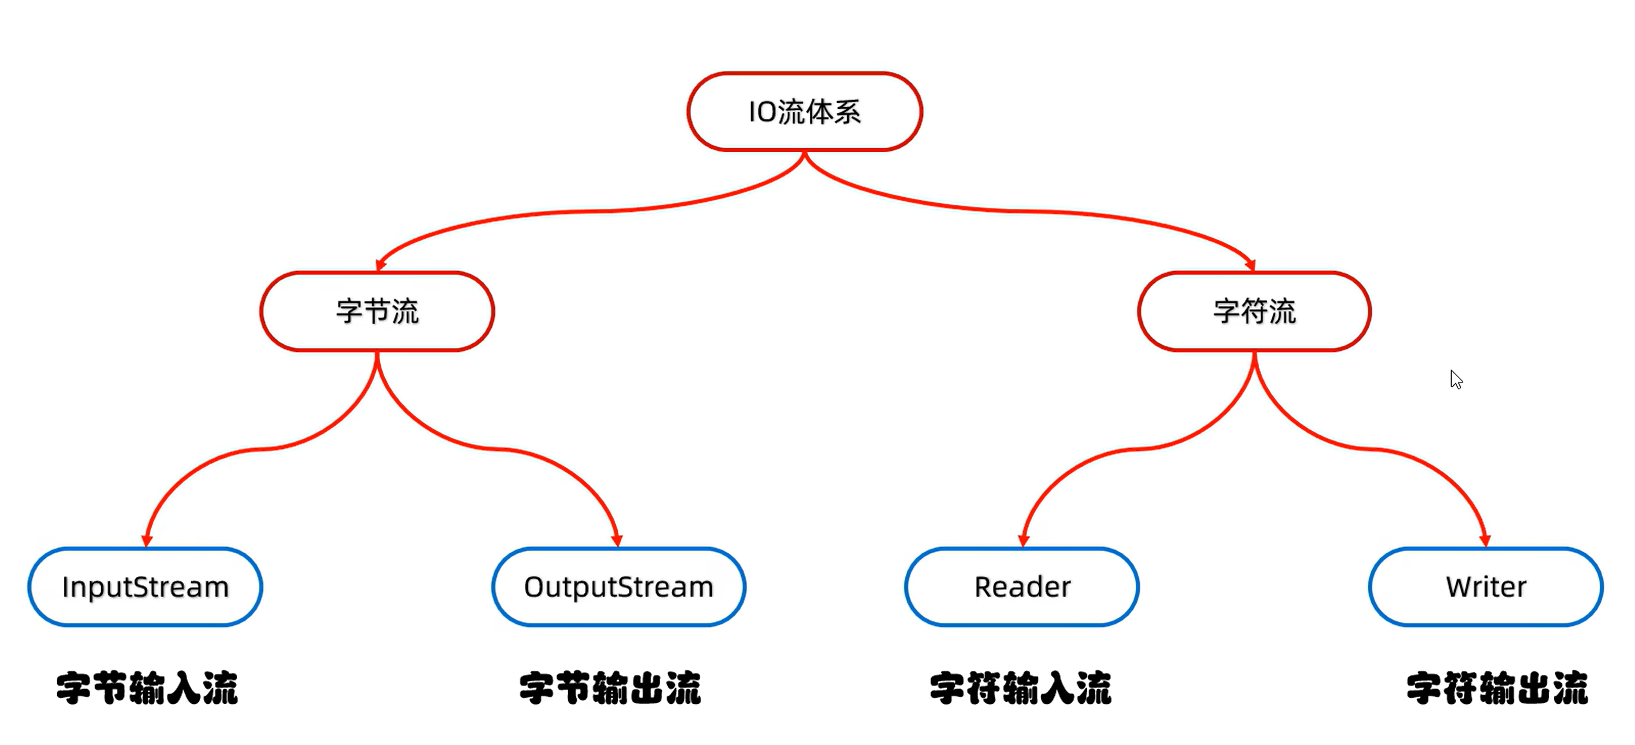 IO流体系
字节流
字符流
InputStream
OutputStream
Reader
Writer
字节输入流
字节输出流
字符输入流
字符输出流